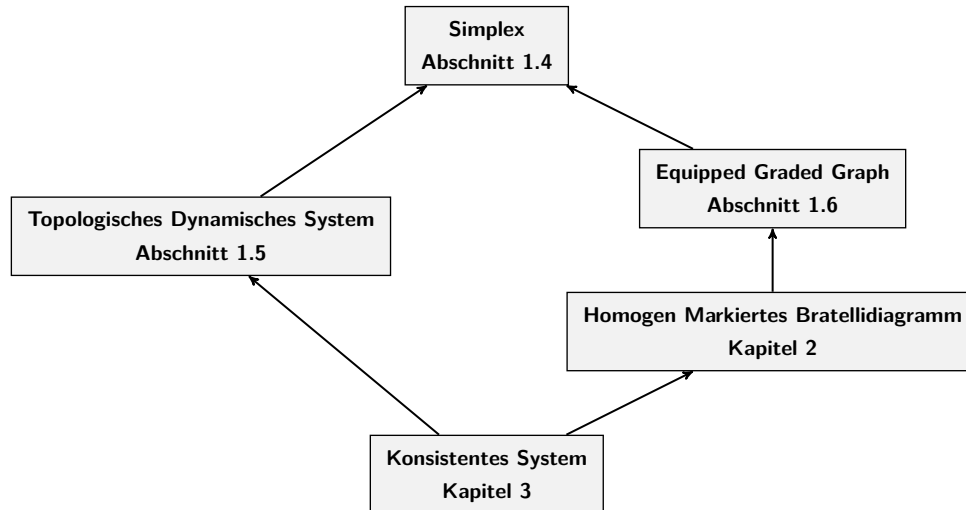 Simplex
Abschnitt 1.4
Equipped Graded Graph
Abschnitt 1.6
Topologisches Dynamisches System
Abschnitt 1.5
Homogen Markiertes Bratellidiagramm
Kapitel 2
Konsistentes System
Kapitel 3